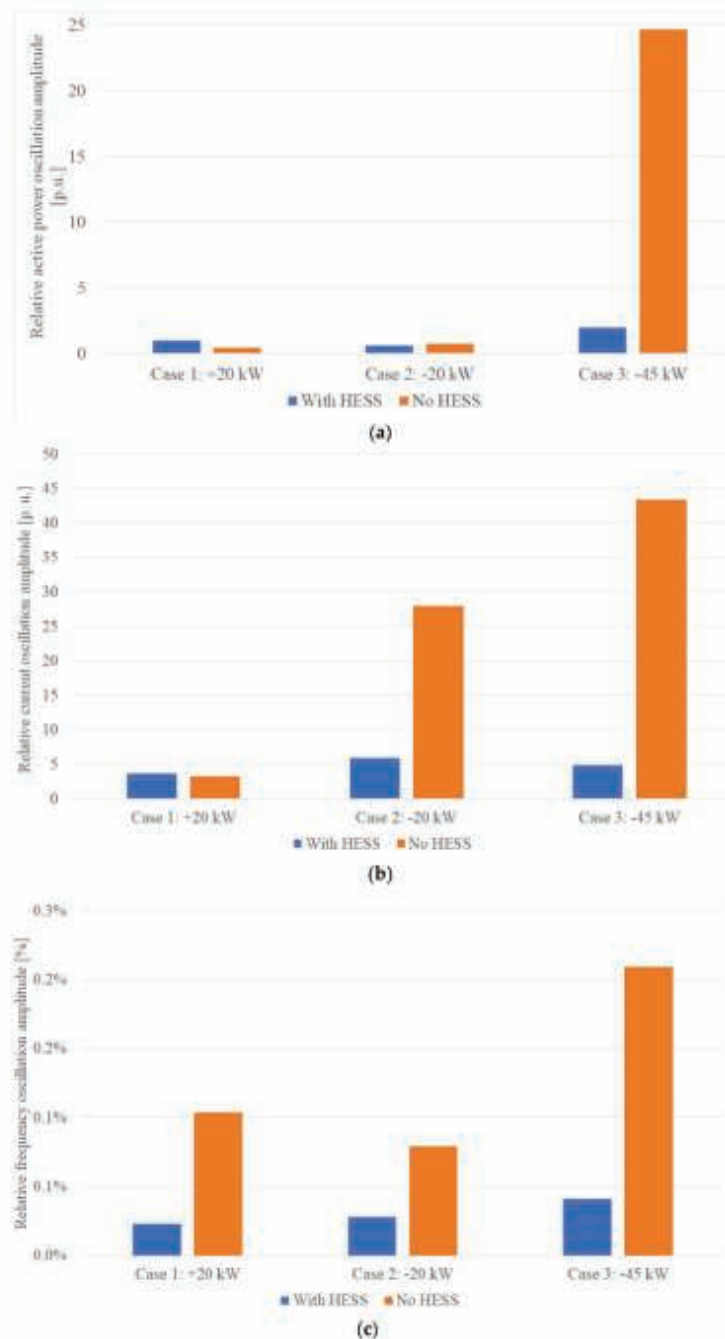 Relative active power oscillation amplitude
[p.u.]
25
20
15
10
5
0
Case 1: +20 kW Case 2: -20 kW Case 3: -45 kW
With HESS No HESS
(a)
Relative current oscillation amplitude [p. u.]
50
45
40
35
30
25
20
15
10
5
0
Case 1: +20 kW Case 2: -20 kW Case 3: -45 kW
With HESS No HESS
(b)
Relative frequency oscillation amplitude [%]
0.3%
0.2%
0.2%
0.1%
0.1%
0.0%
Case 1: +20 kW Case 2: -20 kW Case 3: -45 kW
With HESS No HESS
(c)